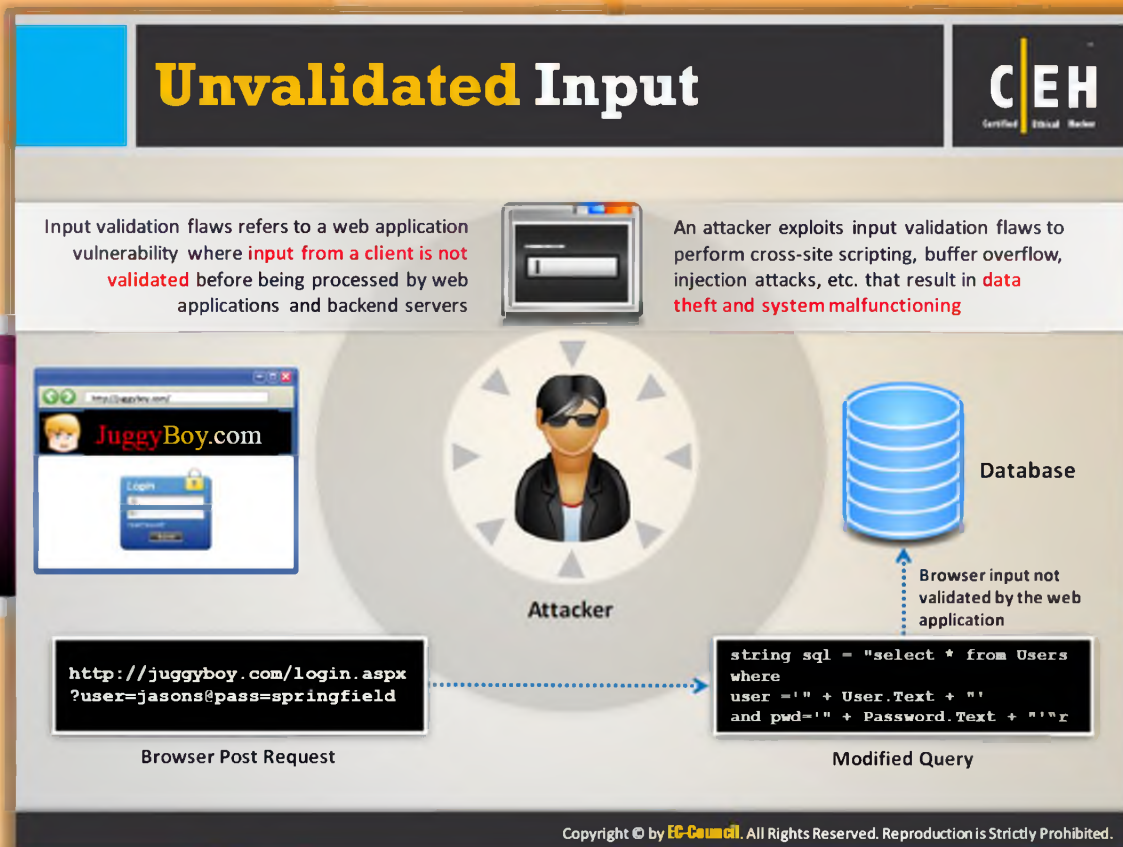 Unvalidated Input
C|EH
Certified Ethical Hacker
Input validation flaws refers to a web application
vulnerability where input from a client is not
validated before being processed by web
applications and backend servers
An attacker exploits input validation flaws to
perform cross-site scripting, buffer overflow,
injection attacks, etc. that result in data
theft and system malfunctioning
http://juggyboy.com/
JuggyBoy.com
Login
Attacker
Database
Browser input not
validated by the web
application
http://juggyboy.com/login.aspx
?user=jasons@pass=springfield
Browser Post Request
string sql = "select * from Users
where
user ='" + User.Text + "'
and pwd='" + Password.Text + "'"r
Modified Query
Copyright © by EC-Council. All Rights Reserved. Reproduction is Strictly Prohibited.